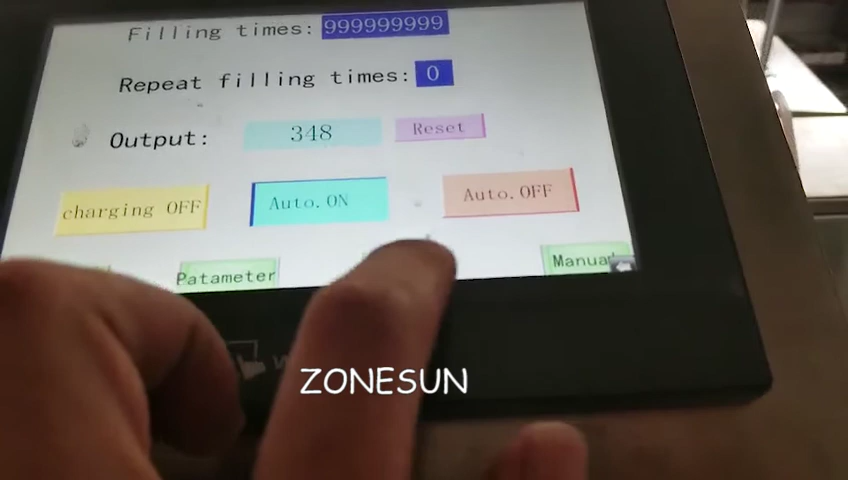 Filling times: 999999999
Repeat filling times: 0
Output: 348 Reset
charging OFF Auto.ON Auto.OFF
Patameter Manual
ZONESUN